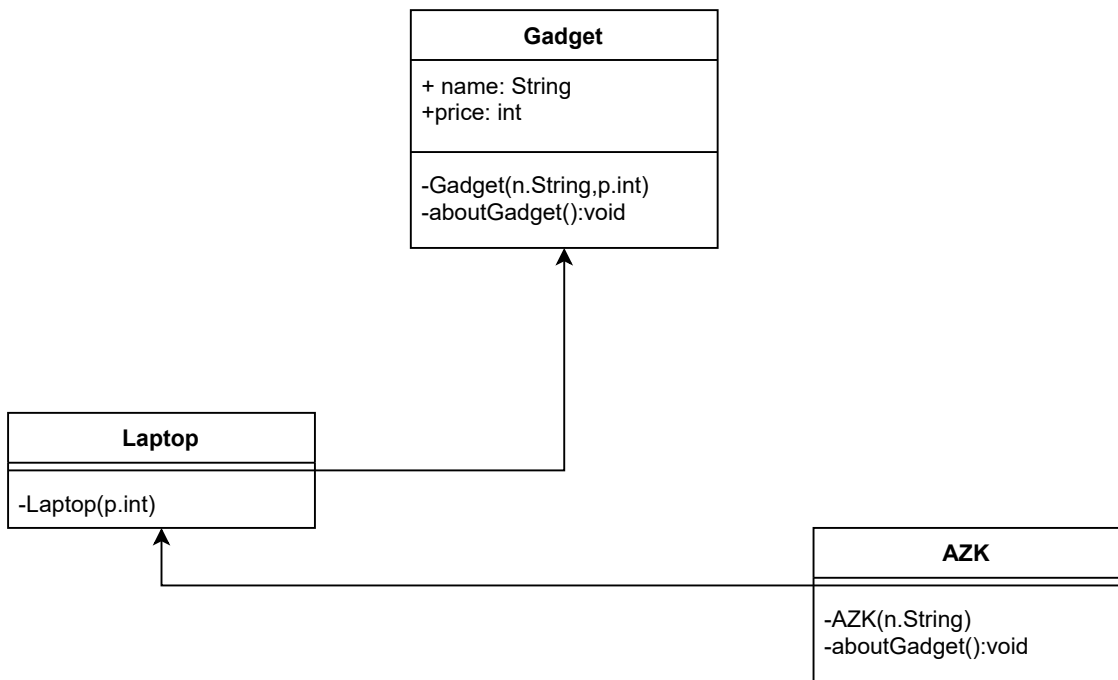 Gadget
+ name: String
+price: int
-Gadget(n.String,p.int)
-aboutGadget():void
Laptop
-Laptop(p.int)
AZK
-AZK(n.String)
-aboutGadget():void